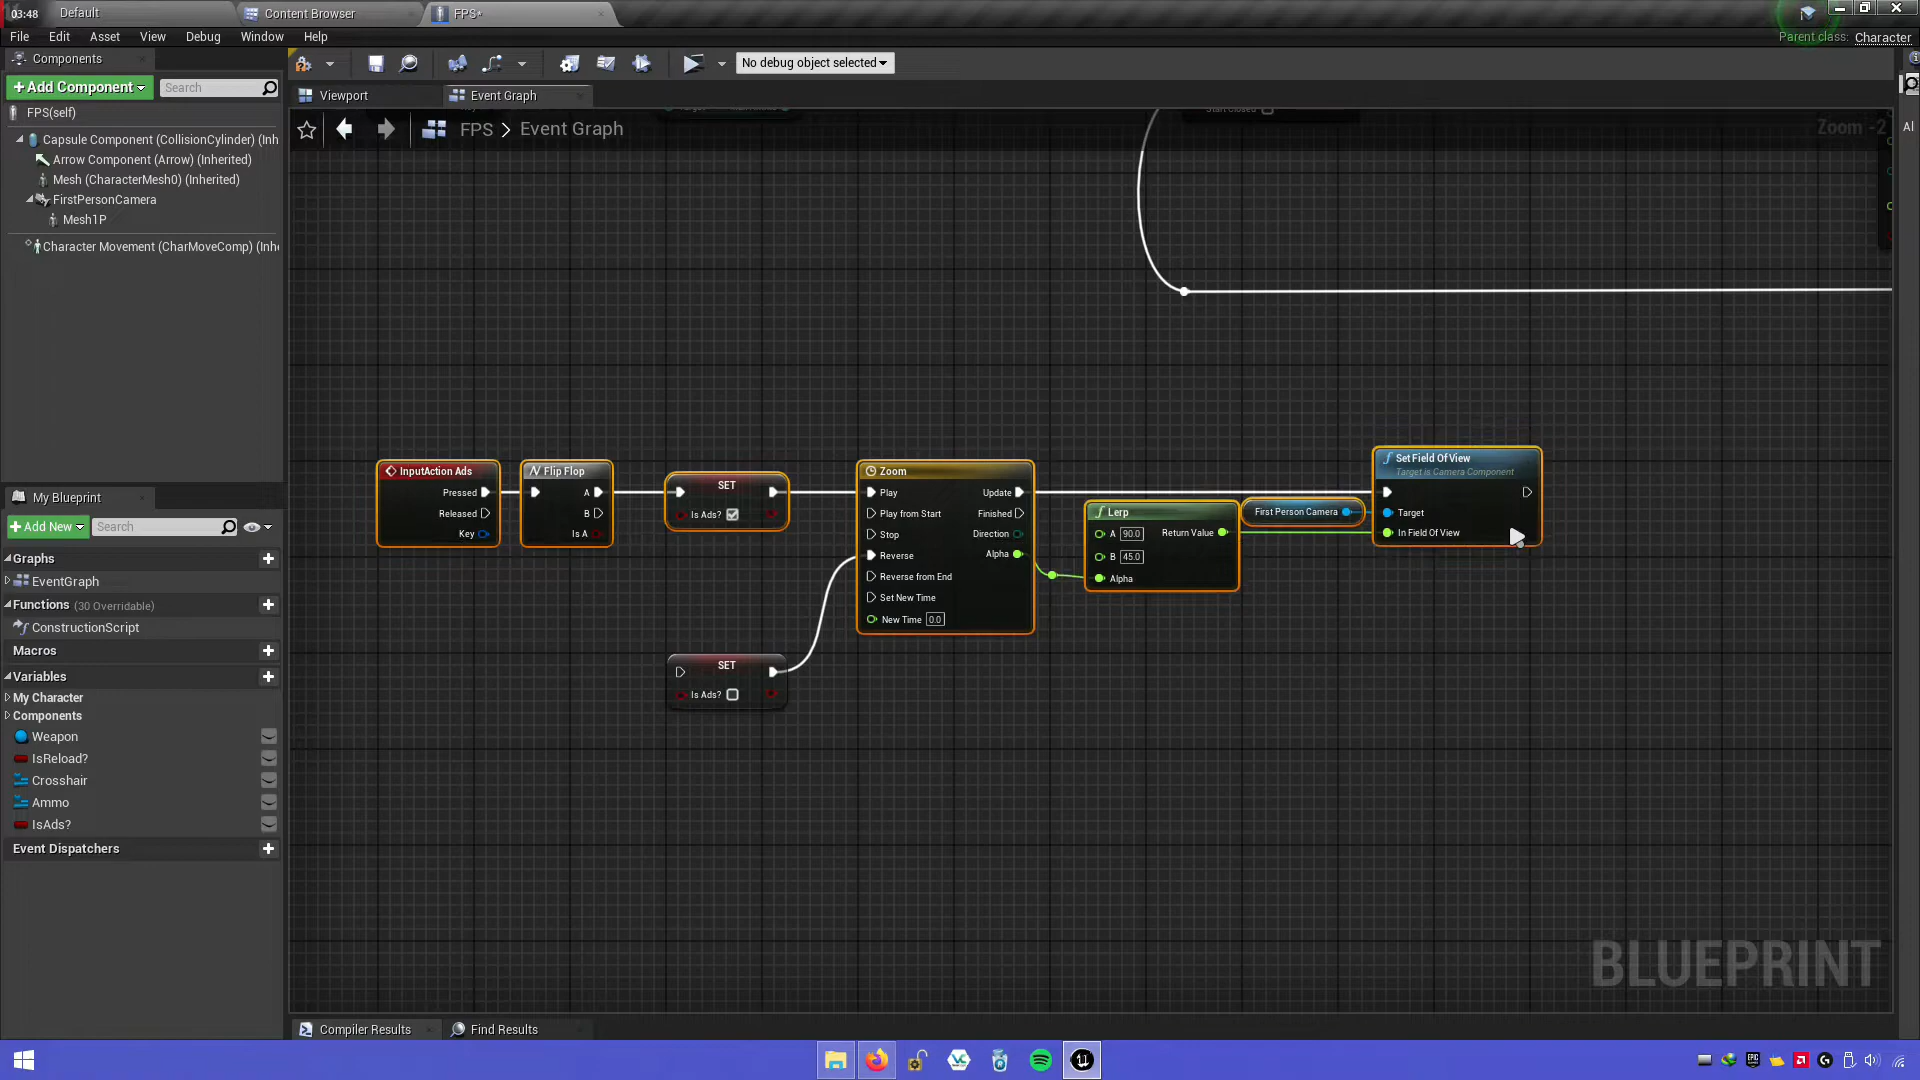 03:48
Default
Content Browser
FPS*
File Edit Asset View Debug Window Help
Parent class: Character
Components
+ Add Component
Search
No debug object selected
FPS(self)
Viewport
Event Graph
Capsule Component (CollisionCylinder) (Inh
Arrow Component (Arrow) (Inherited)
Mesh (CharacterMesh0) (Inherited)
FirstPersonCamera
Mesh1P
Character Movement (CharMoveComp) (Inhe
FPS > Event Graph
Zoom -2
InputAction Ads
Pressed
Released
Key
Flip Flop
A
B
Is A
SET
Is Ads?
Zoom
Play
Play from Start
Stop
Reverse
Reverse from End
Set New Time
New Time 0.0
Update
Finished
Direction
Alpha
Lerp
A 90.0
B 45.0
Alpha
Return Value
First Person Camera
Set Field Of View
Target is Camera Component
Target
In Field Of View
SET
Is Ads?
My Blueprint
+ Add New
Search
Graphs
EventGraph
Functions (30 Overridable)
ConstructionScript
Macros
Variables
My Character
Components
Weapon
IsReload?
Crosshair
Ammo
IsAds?
Event Dispatchers
BLUEPRINT
Compiler Results
Find Results